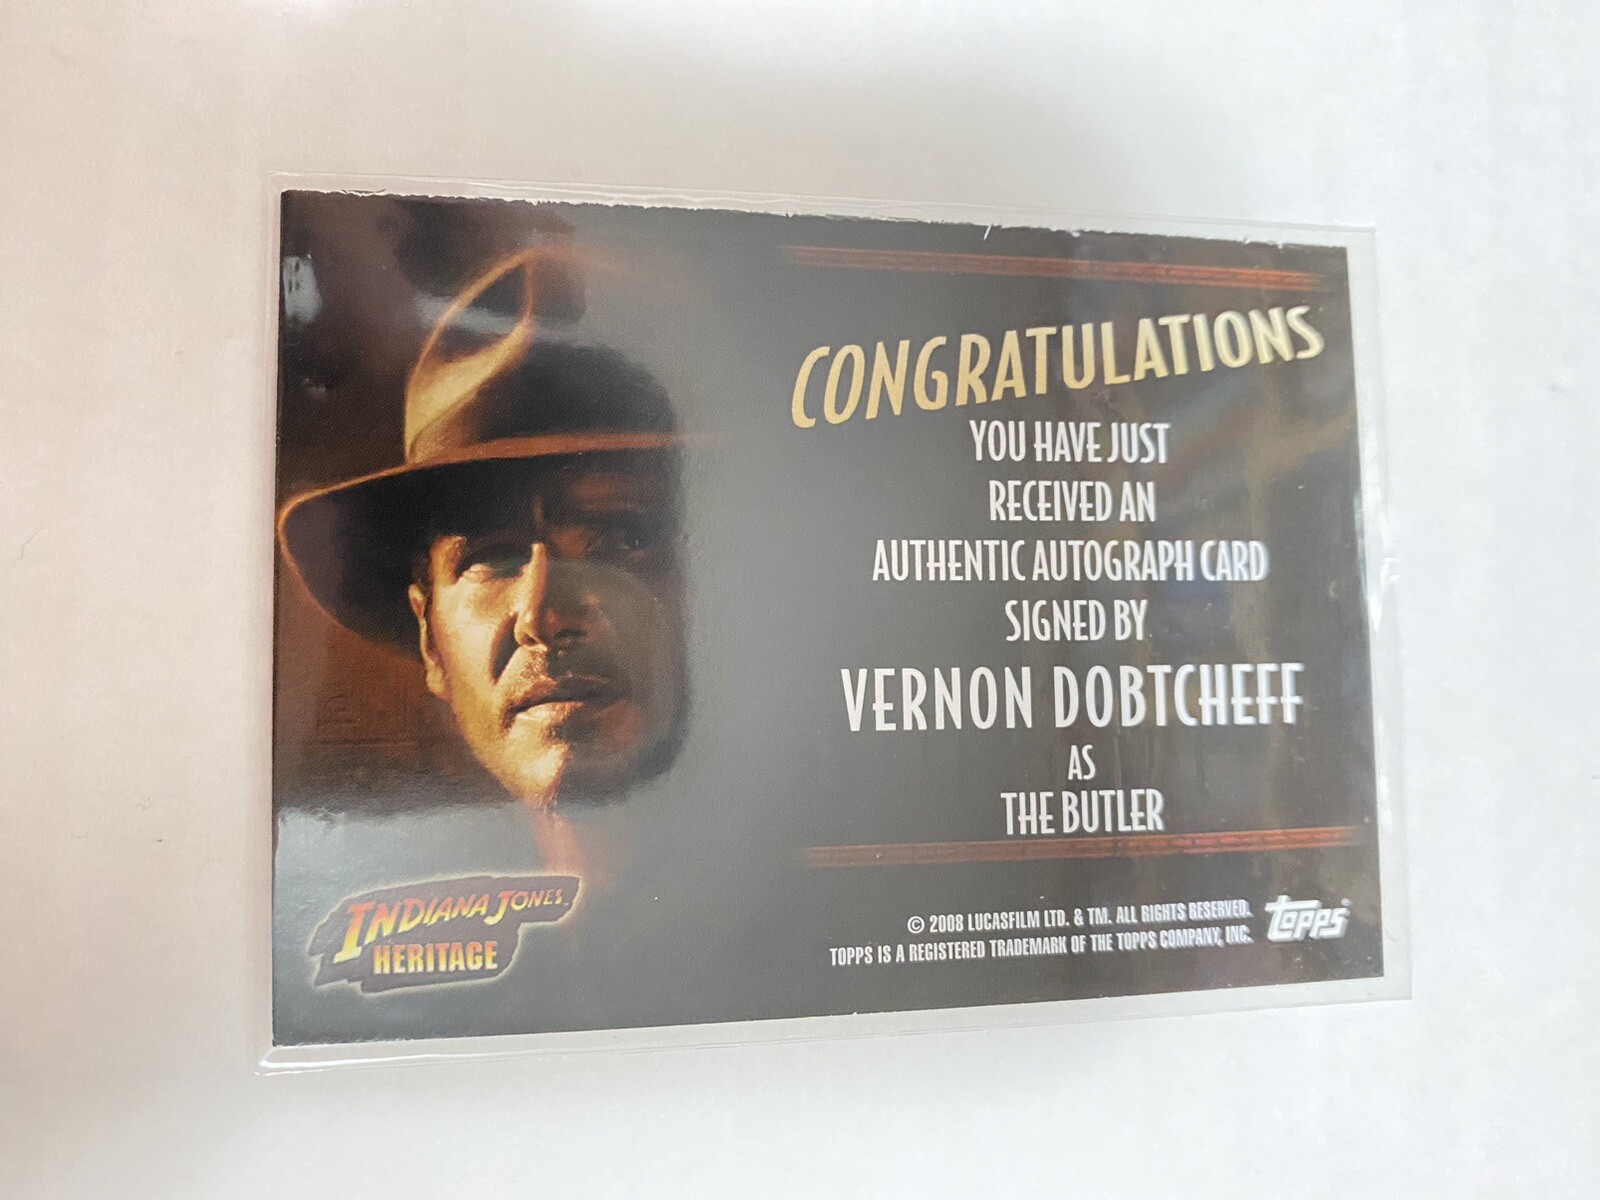 CONGRATULATIONS
YOU HAVE JUST
RECEIVED AN
AUTHENTIC AUTOGRAPH CARD
SIGNED BY
VERNON DOBTCHEFF
AS
THE BUTLER
INDIANA JONES
HERITAGE
© 2008 LUCASFILM LTD. & TM. ALL RIGHTS RESERVED.
TOPPS IS A REGISTERED TRADEMARK OF THE TOPPS COMPANY, INC.
topps®